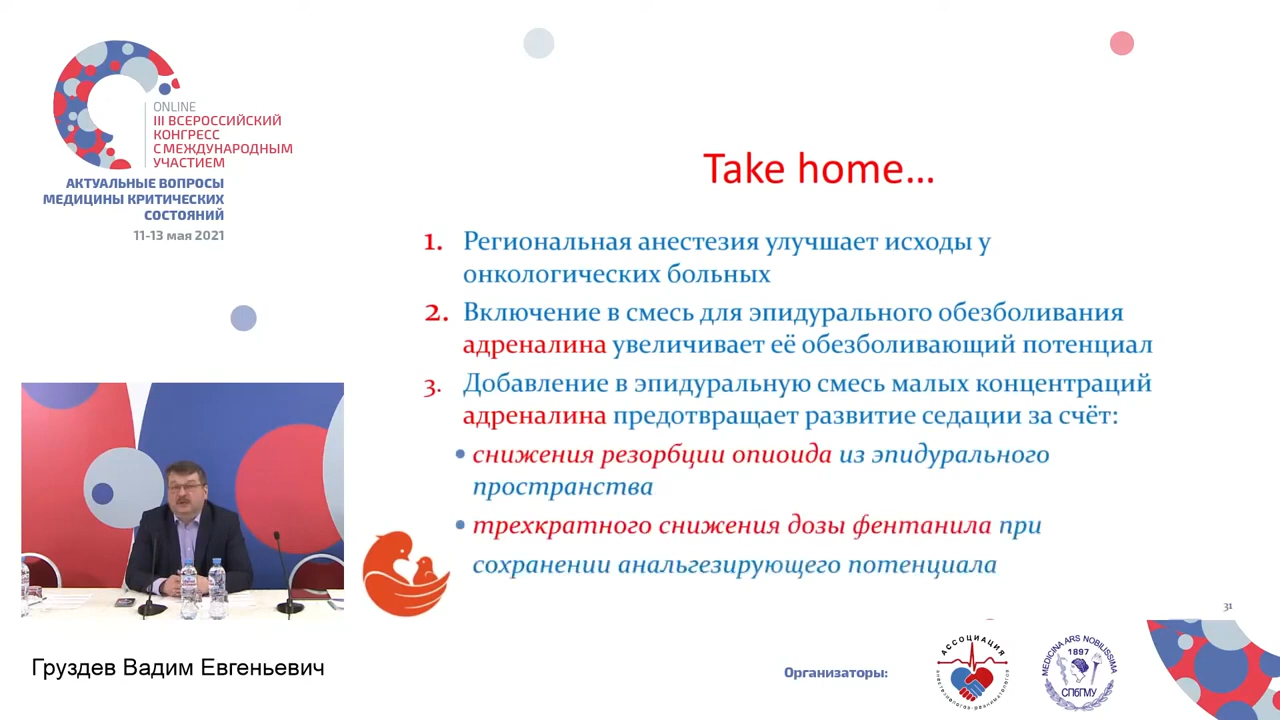 ONLINE
III ВСЕРОССИЙСКИЙ
КОНГРЕСС
С МЕЖДУНАРОДНЫМ
УЧАСТИЕМ
АКТУАЛЬНЫЕ ВОПРОСЫ
МЕДИЦИНЫ КРИТИЧЕСКИХ
СОСТОЯНИЙ
11-13 мая 2021
Take home...
1. Региональная анестезия улучшает исходы у
онкологических больных
2. Включение в смесь для эпидурального обезболивания
адреналина увеличивает её обезболивающий потенциал
3. Добавление в эпидуральную смесь малых концентраций
адреналина предотвращает развитие седации за счёт:
• снижения резорбции опиоида из эпидурального
пространства
• трехкратного снижения дозы фентанила при
сохранении анальгезирующего потенциала
31
Груздев Вадим Евгеньевич
Организаторы:
АССОЦИАЦИЯ
анестезиологов-реаниматологов
MEDICINA ARS NOBILISSIMA
1897
СПбГМУ